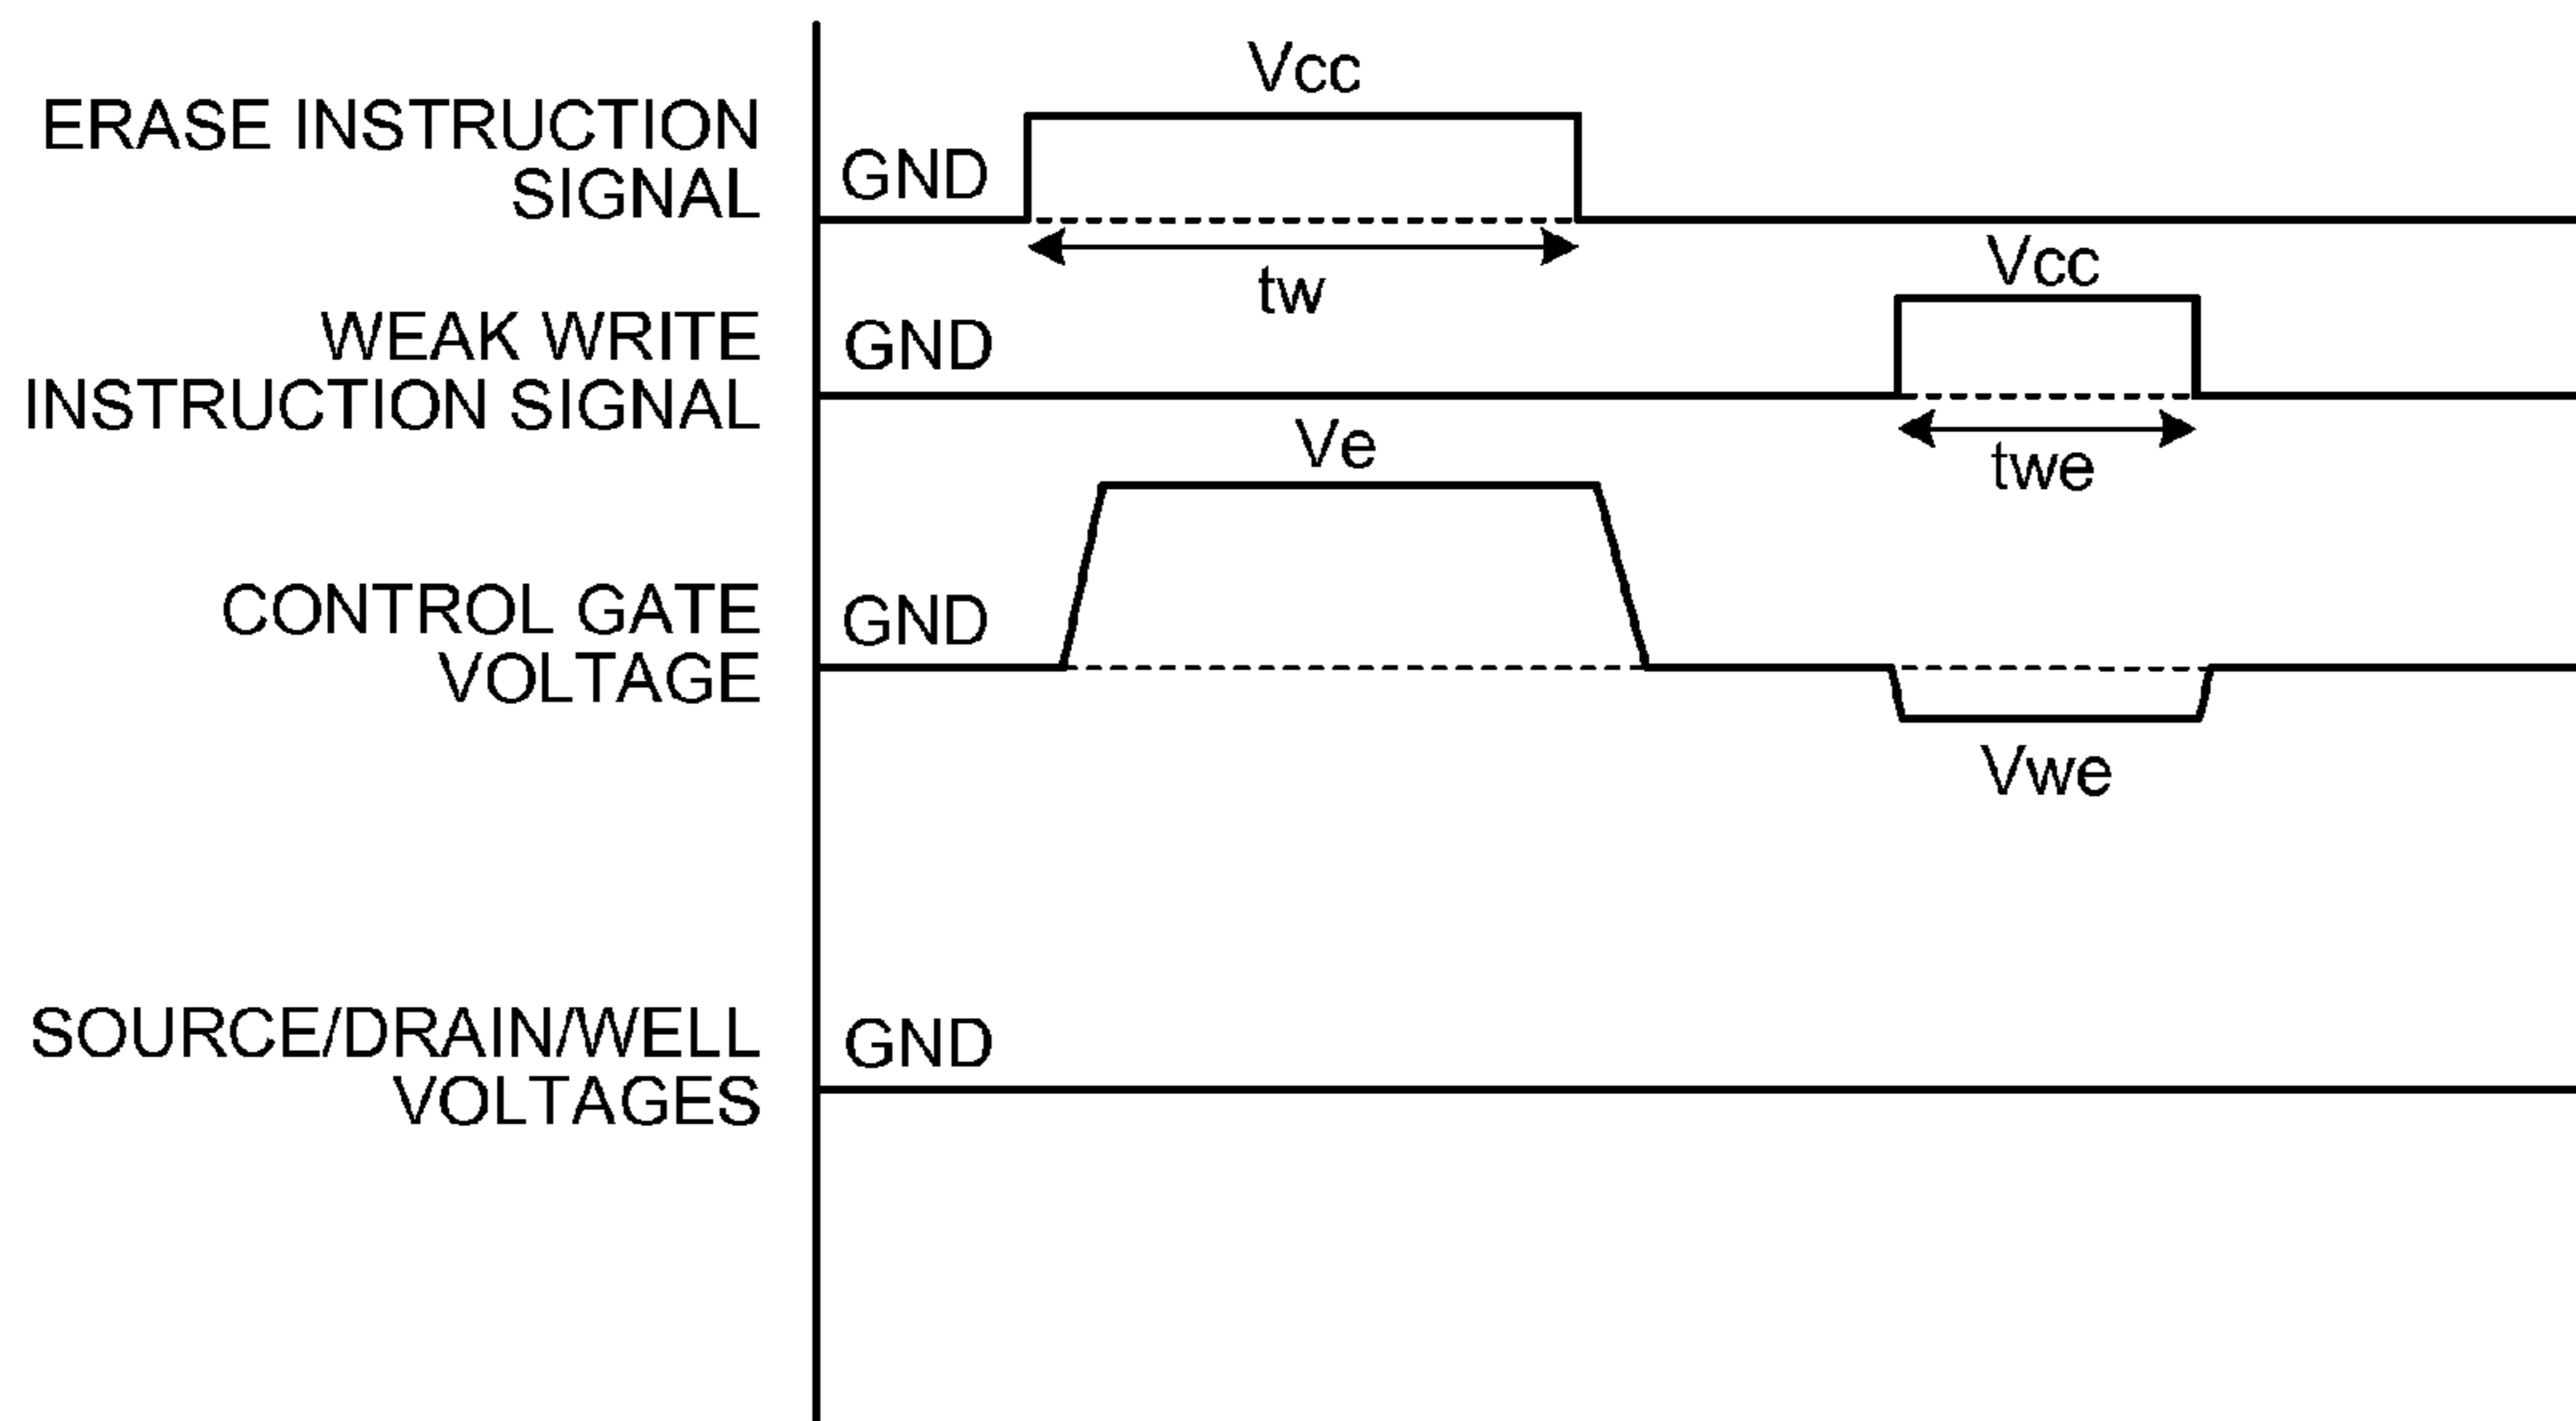 Vcc
ERASE INSTRUCTION
SIGNAL
GND
tw
Vcc
WEAK WRITE
INSTRUCTION SIGNAL
GND
twe
Ve
CONTROL GATE
VOLTAGE
GND
Vwe
SOURCE/DRAIN/WELL
VOLTAGES
GND